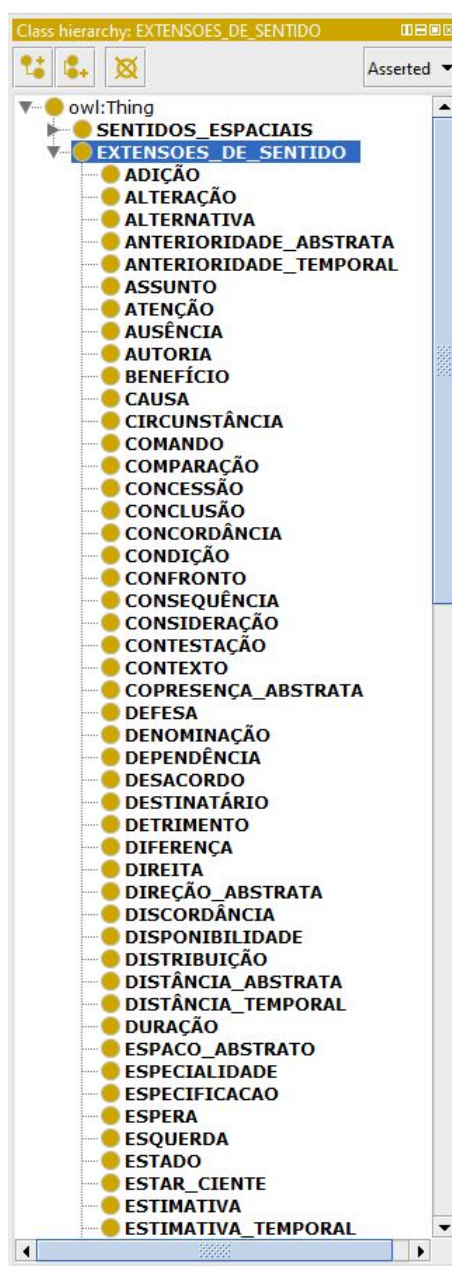 Class hierarchy: EXTENSOES_DE_SENTIDO
Asserted
owl:Thing
SENTIDOS_ESPACIAIS
EXTENSOES_DE_SENTIDO
ADIÇÃO
ALTERAÇÃO
ALTERNATIVA
ANTERIORIDADE_ABSTRATA
ANTERIORIDADE_TEMPORAL
ASSUNTO
ATENÇÃO
AUSÊNCIA
AUTORIA
BENEFÍCIO
CAUSA
CIRCUNSTÂNCIA
COMANDO
COMPARAÇÃO
CONCESSÃO
CONCLUSÃO
CONCORDÂNCIA
CONDIÇÃO
CONFRONTO
CONSEQUÊNCIA
CONSIDERAÇÃO
CONTESTAÇÃO
CONTEXTO
COPRESENÇA_ABSTRATA
DEFESA
DENOMINAÇÃO
DEPENDÊNCIA
DESACORDO
DESTINATÁRIO
DETRIMENTO
DIFERENÇA
DIREITA
DIREÇÃO_ABSTRATA
DISCORDÂNCIA
DISPONIBILIDADE
DISTRIBUIÇÃO
DISTÂNCIA_ABSTRATA
DISTÂNCIA_TEMPORAL
DURAÇÃO
ESPACO_ABSTRATO
ESPECIALIDADE
ESPECIFICACAO
ESPERA
ESQUERDA
ESTADO
ESTAR_CIENTE
ESTIMATIVA
ESTIMATIVA_TEMPORAL